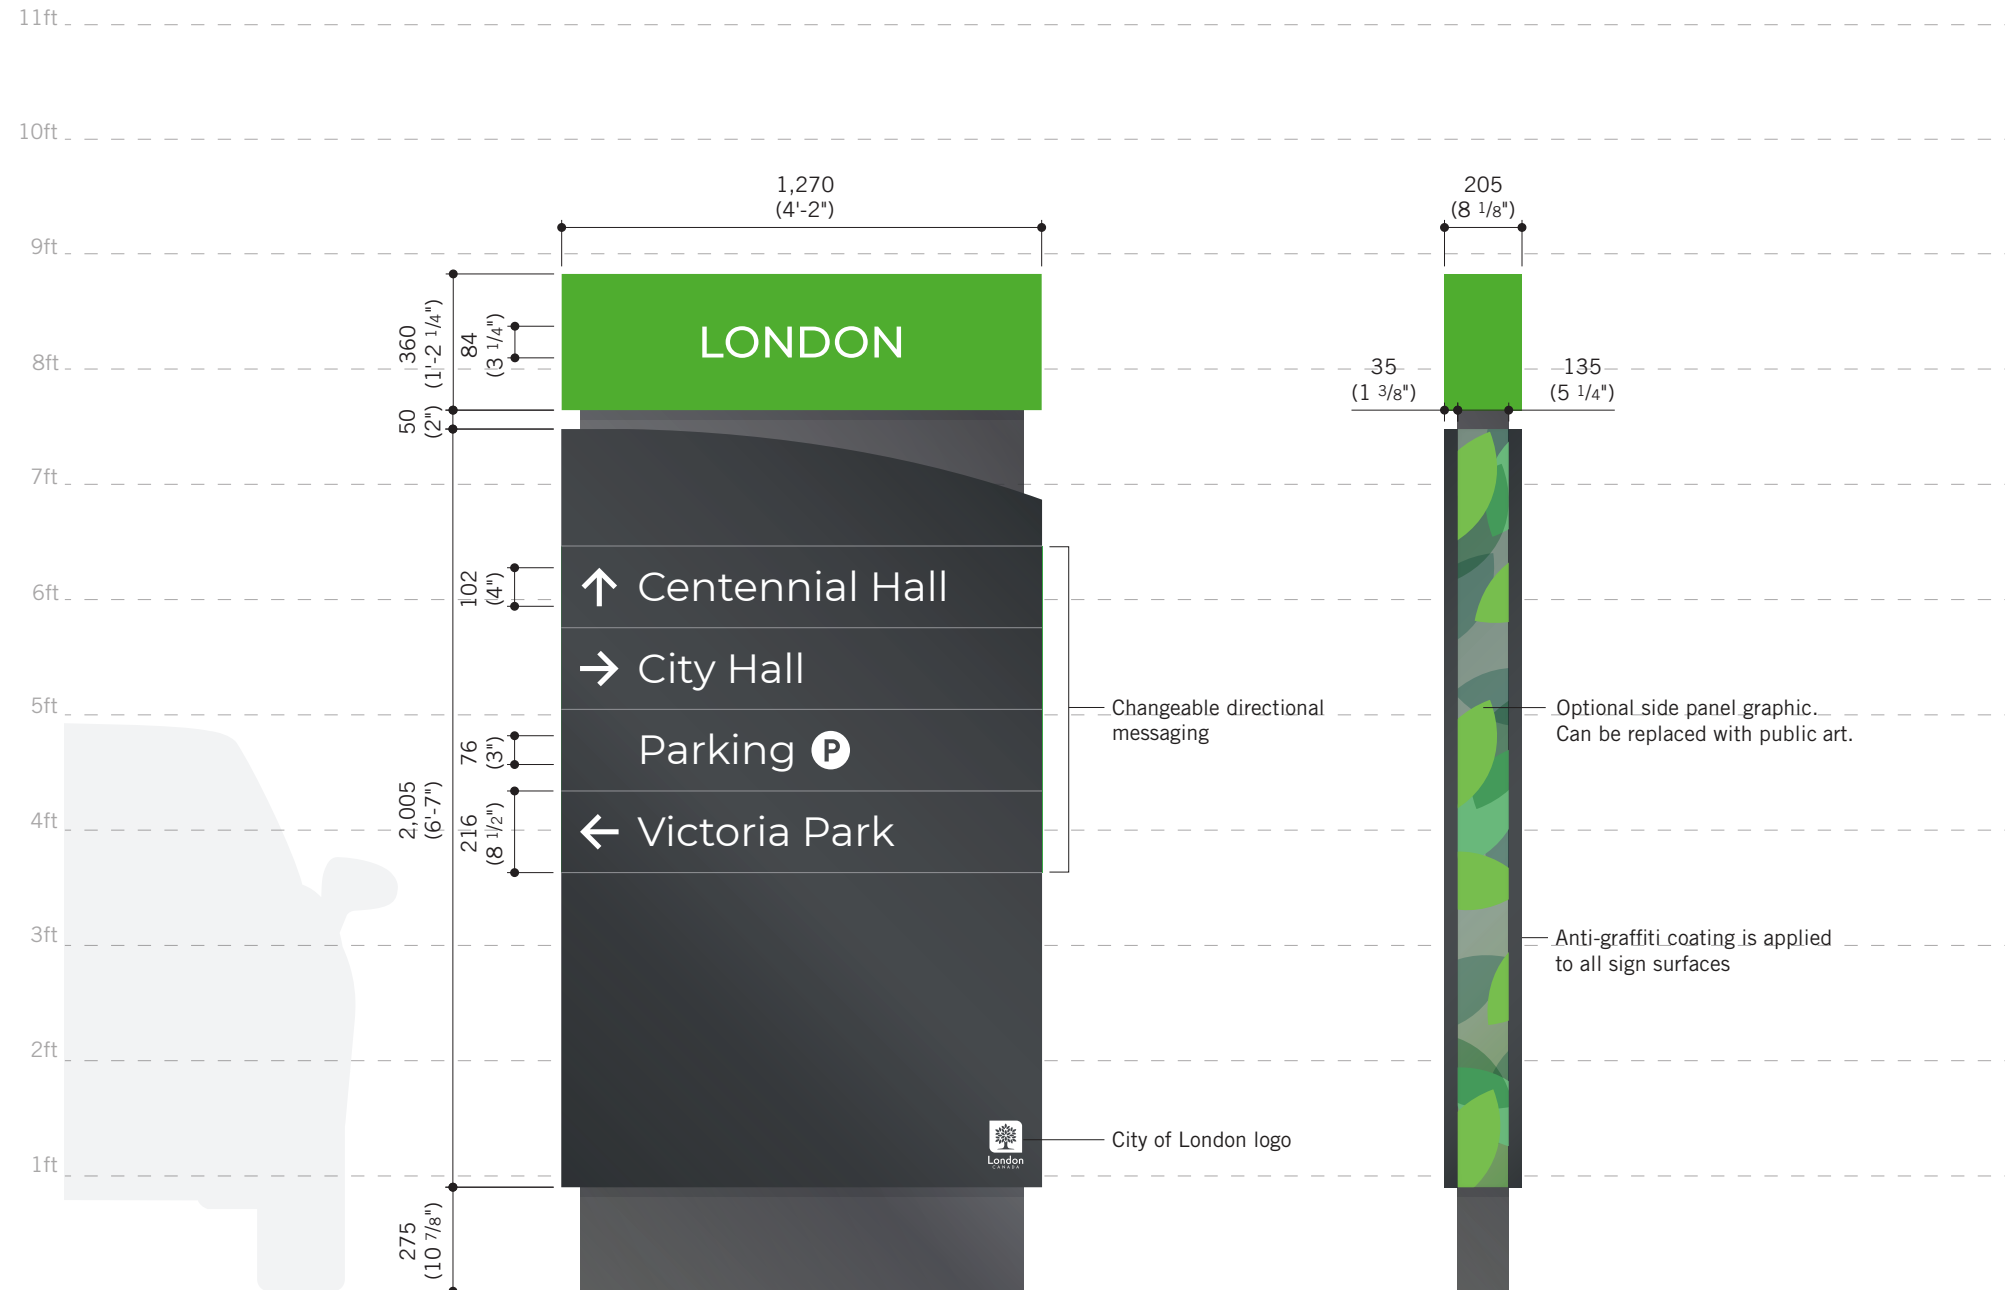 11ft
10ft
1,270
(4'-2")
205
(8 1/8")
9ft
360
(1'-2 1/4")
84
(3 1/4")
LONDON
8ft
35
(1 3/8")
135
(5 1/4")
50
(2")
7ft
102
(4")
Centennial Hall
6ft
City Hall
5ft
Changeable directional
messaging
Optional side panel graphic.
Can be replaced with public art.
76
(3")
Parking P
2,005
(6'-7")
216
(8 1/2")
4ft
Victoria Park
3ft
Anti-graffiti coating is applied
to all sign surfaces
2ft
City of London logo
London
CANADA
1ft
275
(10 7/8")